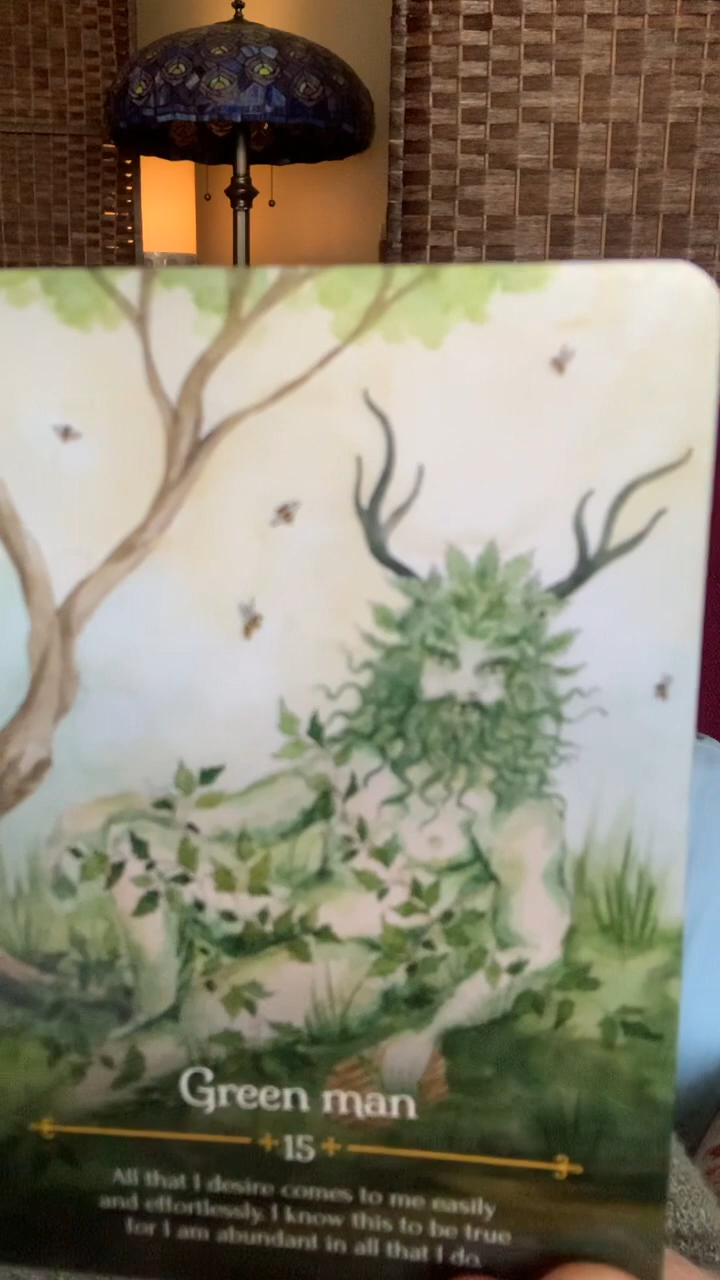 Green man
15
All that I desire comes to me easily
and effortlessly. I know this to be true
for I am abundant in all that I do.